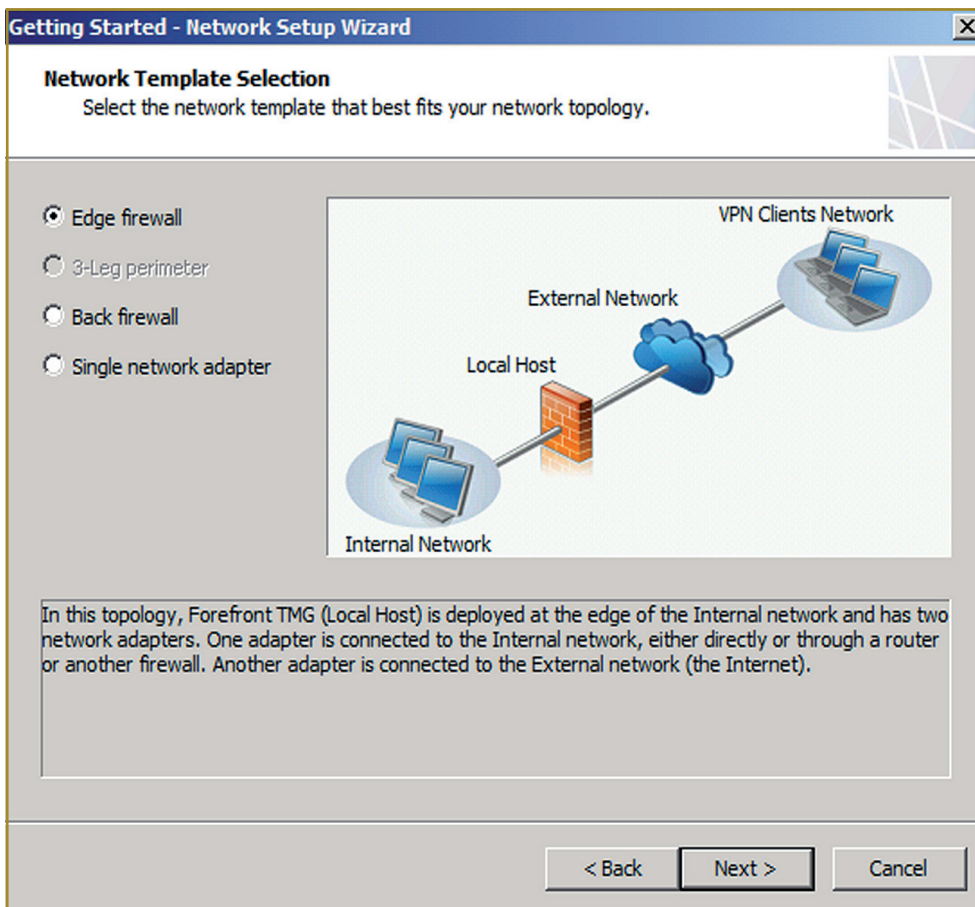 Getting Started - Network Setup Wizard
Network Template Selection
Select the network template that best fits your network topology.
Edge firewall
3-Leg perimeter
Back firewall
Single network adapter
VPN Clients Network
External Network
Local Host
Internal Network
In this topology, Forefront TMG (Local Host) is deployed at the edge of the Internal network and has two
network adapters. One adapter is connected to the Internal network, either directly or through a router
or another firewall. Another adapter is connected to the External network (the Internet).
< Back
Next >
Cancel